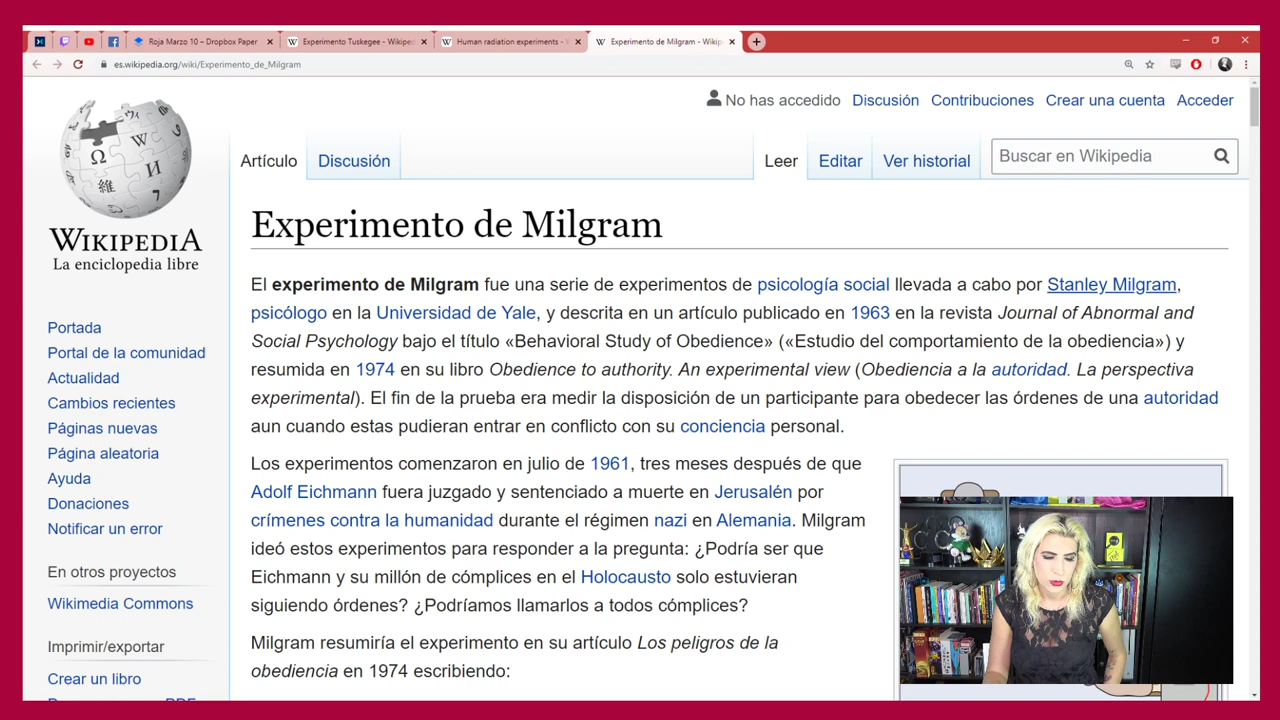 Roja Marzo 10 – Dropbox Paper
Experimento Tuskegee - Wikiped
Human radiation experiments - W
Experimento de Milgram - Wikip
es.wikipedia.org/wiki/Experimento_de_Milgram
No has accedido Discusión Contribuciones Crear una cuenta Acceder
Artículo Discusión Leer Editar Ver historial Buscar en Wikipedia
WIKIPEDIA
La enciclopedia libre
Portada
Portal de la comunidad
Actualidad
Cambios recientes
Páginas nuevas
Página aleatoria
Ayuda
Donaciones
Notificar un error
En otros proyectos
Wikimedia Commons
Imprimir/exportar
Crear un libro
Experimento de Milgram
El experimento de Milgram fue una serie de experimentos de psicología social llevada a cabo por Stanley Milgram,
psicólogo en la Universidad de Yale, y descrita en un artículo publicado en 1963 en la revista Journal of Abnormal and
Social Psychology bajo el título «Behavioral Study of Obedience» («Estudio del comportamiento de la obediencia») y
resumida en 1974 en su libro Obedience to authority. An experimental view (Obediencia a la autoridad. La perspectiva
experimental). El fin de la prueba era medir la disposición de un participante para obedecer las órdenes de una autoridad
aun cuando estas pudieran entrar en conflicto con su conciencia personal.
Los experimentos comenzaron en julio de 1961, tres meses después de que
Adolf Eichmann fuera juzgado y sentenciado a muerte en Jerusalén por
crímenes contra la humanidad durante el régimen nazi en Alemania. Milgram
ideó estos experimentos para responder a la pregunta: ¿Podría ser que
Eichmann y su millón de cómplices en el Holocausto solo estuvieran
siguiendo órdenes? ¿Podríamos llamarlos a todos cómplices?
Milgram resumiría el experimento en su artículo Los peligros de la
obediencia en 1974 escribiendo: